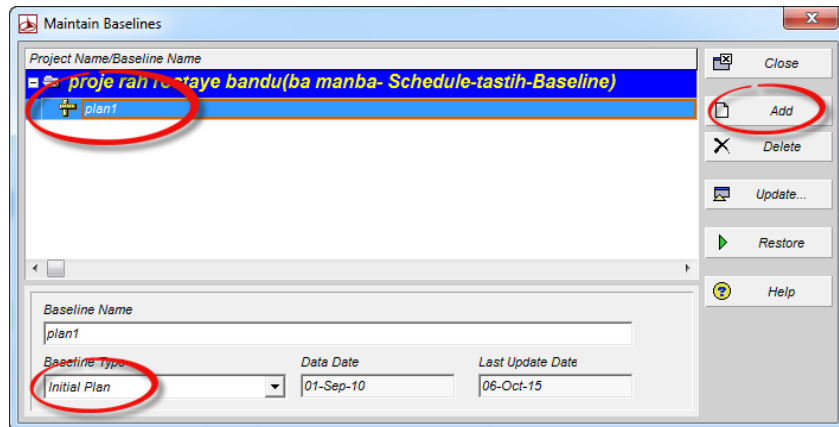 Maintain Baselines
Project Name/Baseline Name
proje rah rostaye bandu(ba manba- Schedule-tastih-Baseline)
plan1
Close
Add
Delete
Update...
Restore
Help
Baseline Name
plan1
Baseline Type
Data Date
Last Update Date
Initial Plan
01-Sep-10
06-Oct-15